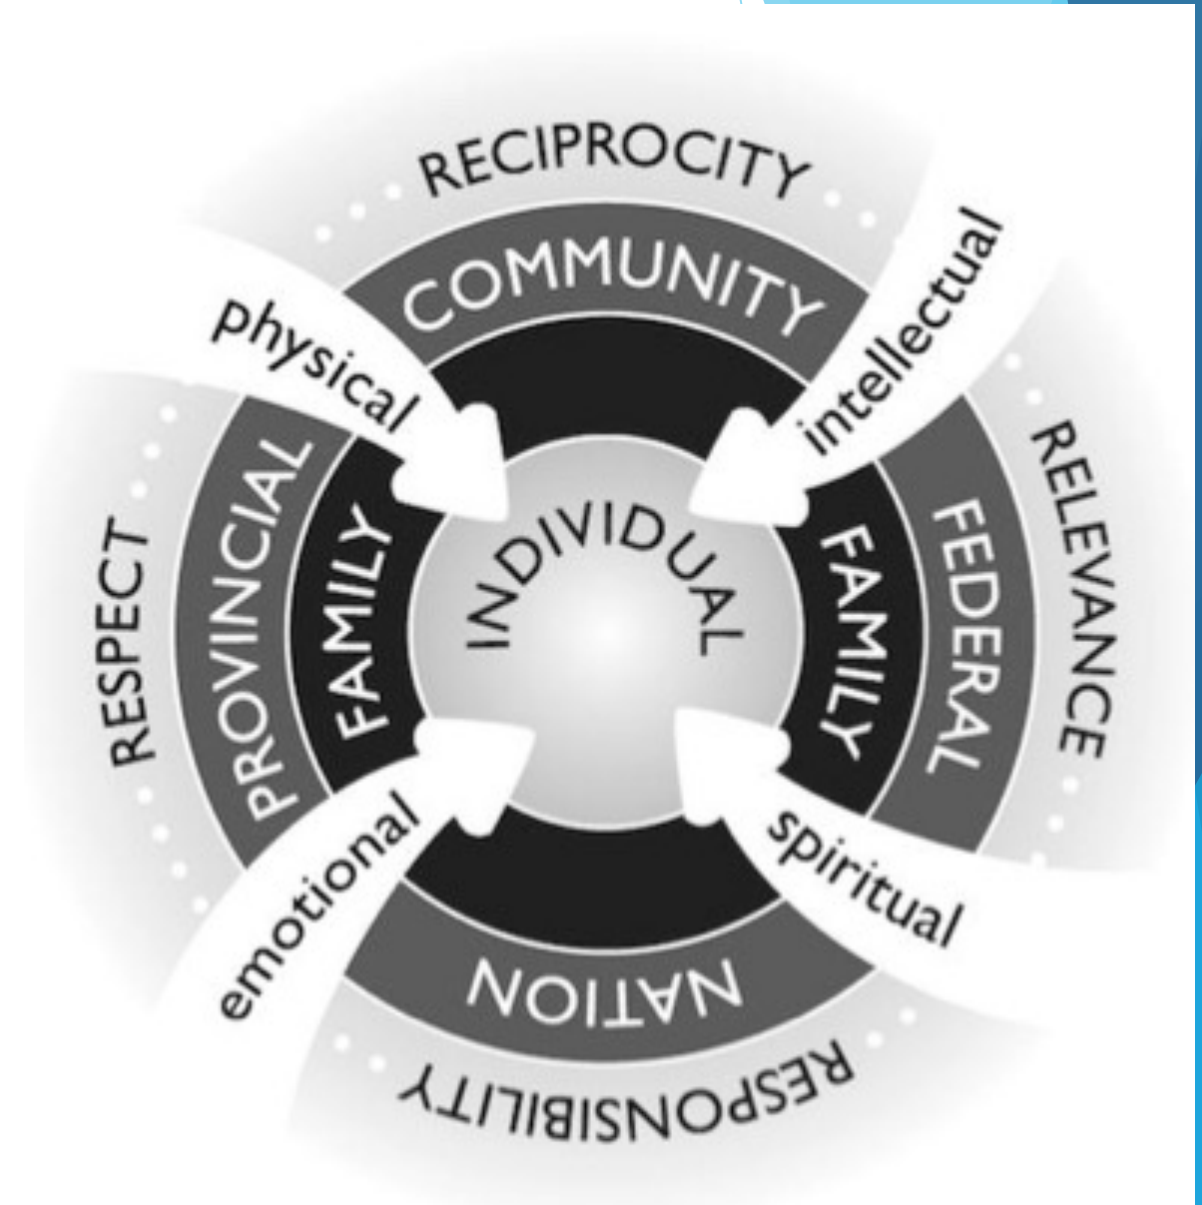 RECIPROCITY
COMMUNITY
physical
intellectual
INDIVIDUAL
RESPECT
PROVINCIAL
FAMILY
FAMILY
FEDERAL
RELEVANCE
emotional
spiritual
NATION
RESPONSIBILITY